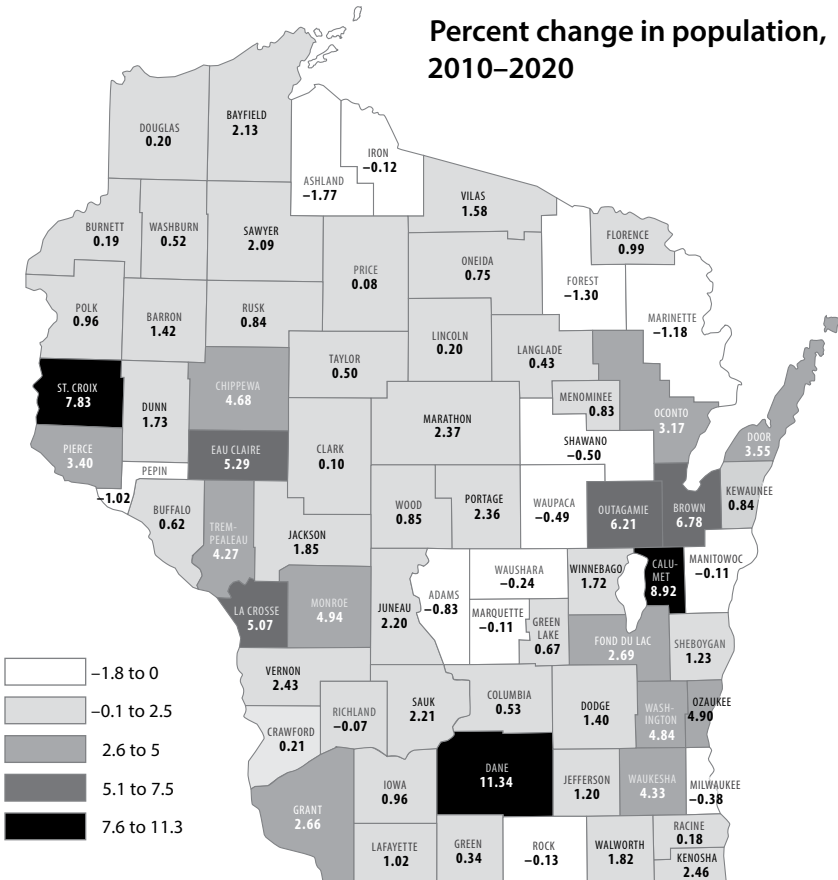 Percent change in population,
2010–2020
DOUGLAS
0.20
BAYFIELD
2.13
ASHLAND
−1.77
IRON
−0.12
VILAS
1.58
FLORENCE
0.99
BURNETT
0.19
WASHBURN
0.52
SAWYER
2.09
PRICE
0.08
ONEIDA
0.75
FOREST
−1.30
MARINETTE
−1.18
POLK
0.96
BARRON
1.42
RUSK
0.84
LINCOLN
0.20
LANGLADE
0.43
TAYLOR
0.50
ST. CROIX
7.83
DUNN
1.73
CHIPPEWA
4.68
MARATHON
2.37
MENOMINEE
0.83
OCONTO
3.17
SHAWANO
−0.50
DOOR
3.55
PIERCE
3.40
PEPIN
−1.02
EAU CLAIRE
5.29
CLARK
0.10
BUFFALO
0.62
TREM-
PEALEAU
4.27
JACKSON
1.85
WOOD
0.85
PORTAGE
2.36
WAUPACA
−0.49
OUTAGAMIE
6.21
BROWN
6.78
KEWAUNEE
0.84
LA CROSSE
5.07
MONROE
4.94
JUNEAU
2.20
ADAMS
−0.83
WAUSHARA
−0.24
WINNEBAGO
1.72
CALU-
MET
8.92
MANITOWOC
−0.11
MARQUETTE
−0.11
GREEN
LAKE
0.67
FOND DU LAC
2.69
SHEBOYGAN
1.23
VERNON
2.43
RICHLAND
−0.07
SAUK
2.21
COLUMBIA
0.53
DODGE
1.40
WASH-
INGTON
4.84
OZAUKEE
4.90
CRAWFORD
0.21
GRANT
2.66
IOWA
0.96
DANE
11.34
JEFFERSON
1.20
WAUKESHA
4.33
MILWAUKEE
−0.38
LAFAYETTE
1.02
GREEN
0.34
ROCK
−0.13
WALWORTH
1.82
RACINE
0.18
KENOSHA
2.46
−1.8 to 0
−0.1 to 2.5
2.6 to 5
5.1 to 7.5
7.6 to 11.3